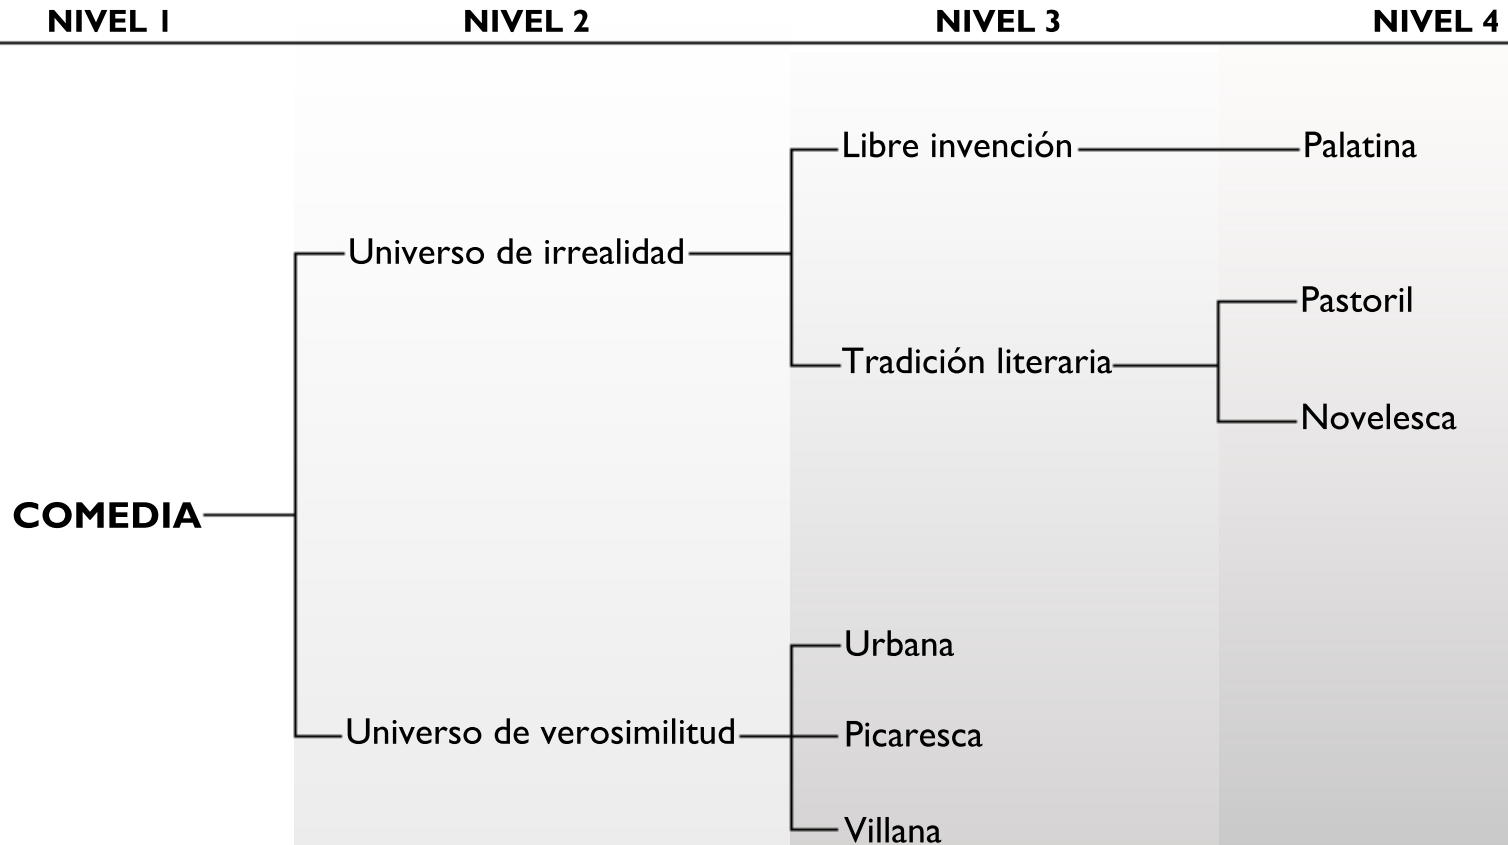 NIVEL 1 NIVEL 2 NIVEL 3 NIVEL 4
Libre invención Palatina
Universo de irrealidad
Pastoril
Tradición literaria
Novelesca
COMEDIA
Urbana
Universo de verosimilitud
Picaresca
Villana